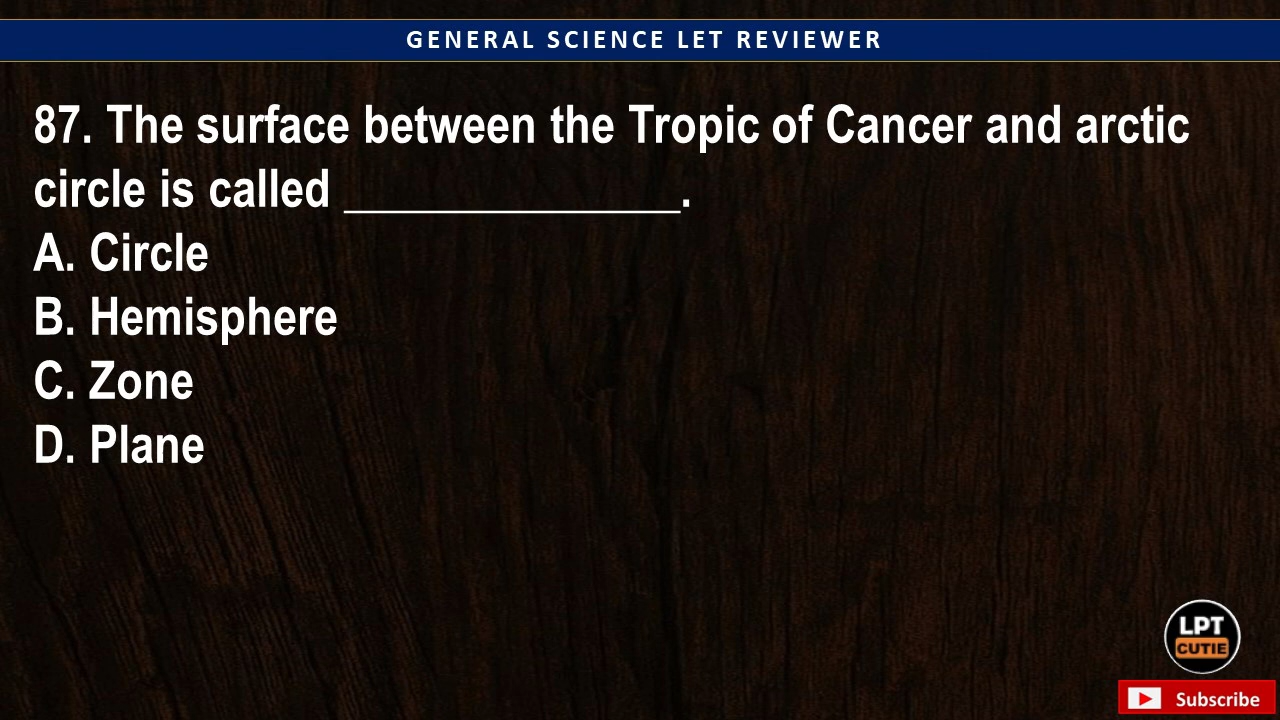 GENERAL SCIENCE LET REVIEWER
87. The surface between the Tropic of Cancer and arctic
circle is called _______________.
A. Circle
B. Hemisphere
C. Zone
D. Plane
LPT
CUTIE
Subscribe